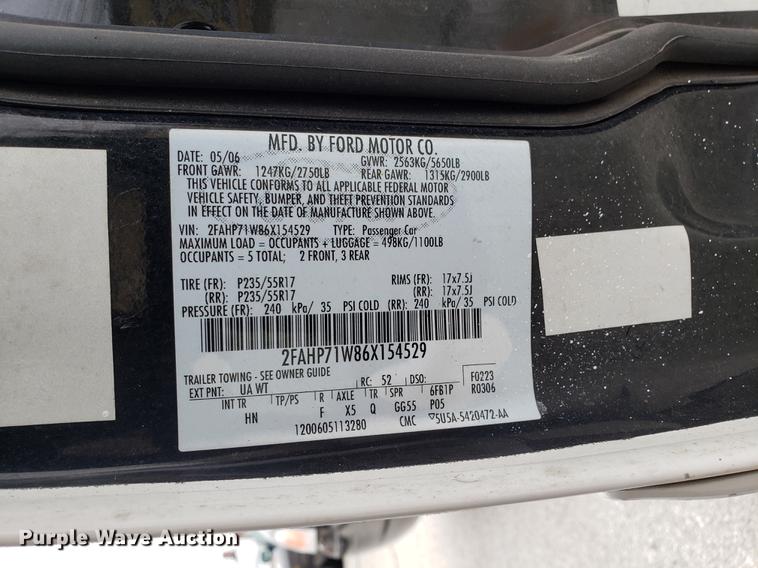 MFD. BY FORD MOTOR CO.
DATE: 05/06 GVWR: 2563KG/5650LB
FRONT GAWR: 1247KG/2750LB REAR GAWR: 1315KG/2900LB
THIS VEHICLE CONFORMS TO ALL APPLICABLE FEDERAL MOTOR
VEHICLE SAFETY, BUMPER, AND THEFT PREVENTION STANDARDS
IN EFFECT ON THE DATE OF MANUFACTURE SHOWN ABOVE.
VIN: 2FAHP71W86X154529 TYPE: Passenger Car
MAXIMUM LOAD = OCCUPANTS + LUGGAGE = 498KG/1100LB
OCCUPANTS = 5 TOTAL; 2 FRONT, 3 REAR
TIRE (FR): P235/55R17 RIMS (FR): 17x7.5J
(RR): P235/55R17 (RR): 17x7.5J
PRESSURE (FR): 240 kPa/ 35 PSI COLD (RR): 240 kPa/35 PSI COLD
2FAHP71W86X154529
TRAILER TOWING - SEE OWNER GUIDE
EXT PNT: UA WT RC: 52 DSO: F0223
INT TR TP/PS R AXLE TR SPR 6FB1P R0306
HN F X5 Q GG55 P05
1200605113280 CMC ▽5U5A-5420472-AA
Purple Wave Auction